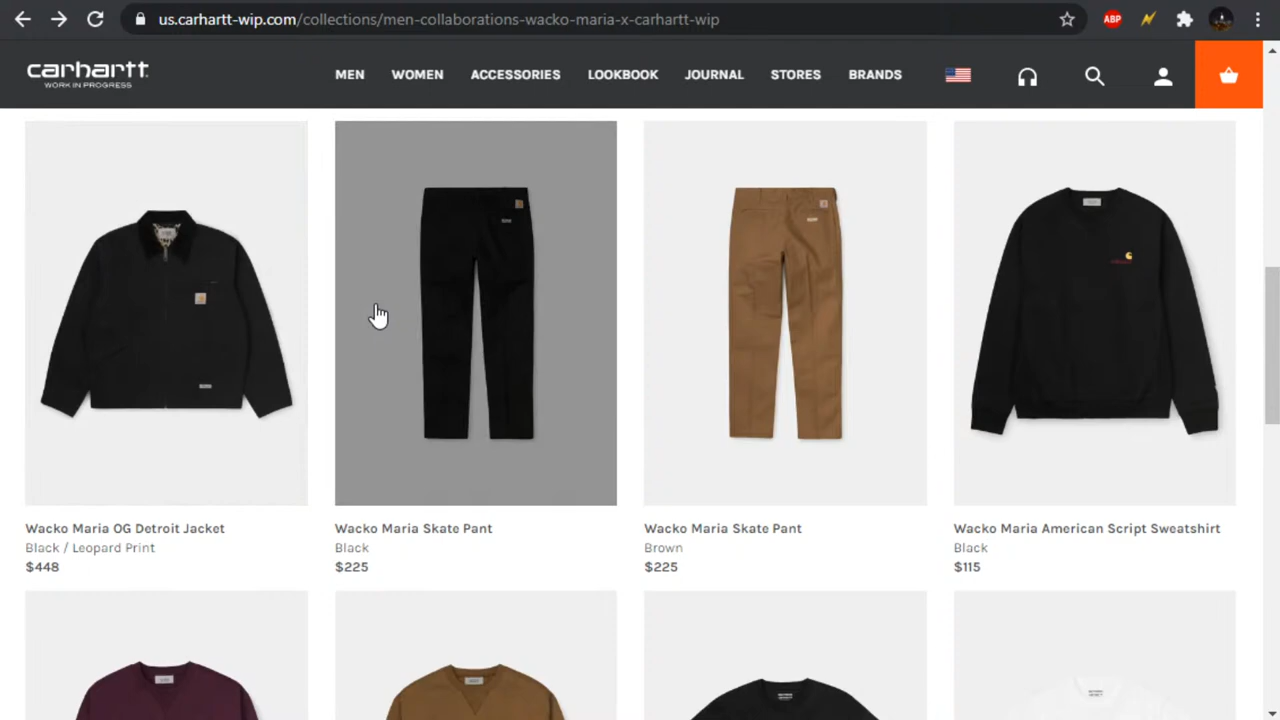 us.carhartt-wip.com/collections/men-collaborations-wacko-maria-x-carhartt-wip
ABP
carhartt
WORK IN PROGRESS
MEN WOMEN ACCESSORIES LOOKBOOK JOURNAL STORES BRANDS
Wacko Maria OG Detroit Jacket
Black / Leopard Print
$448
Wacko Maria Skate Pant
Black
$225
Wacko Maria Skate Pant
Brown
$225
Wacko Maria American Script Sweatshirt
Black
$115